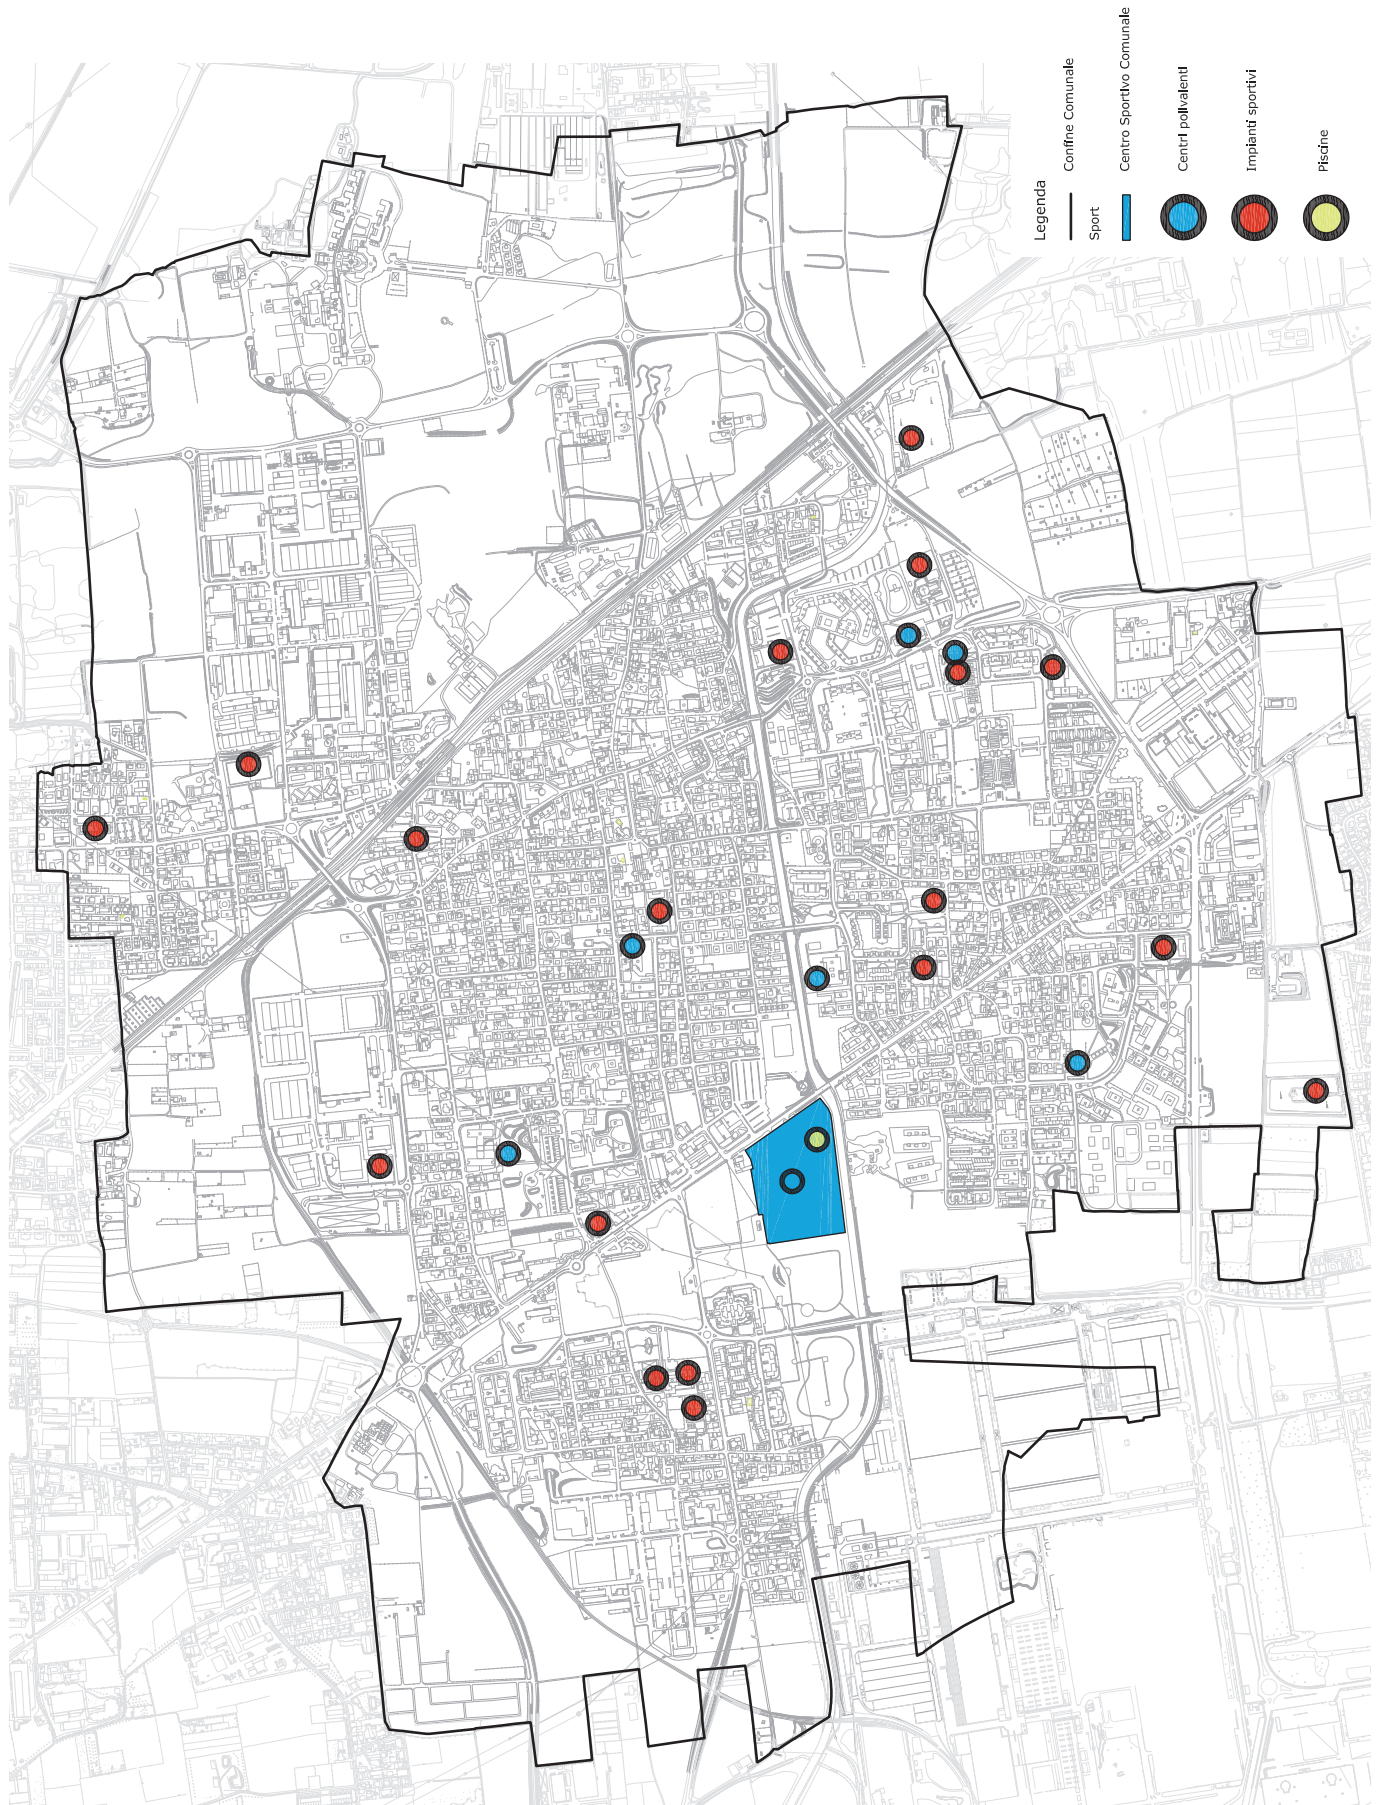 Legenda
Confine Comunale
Sport
Centro Sportivo Comunale
Centri polivalenti
Impianti sportivi
Piscine